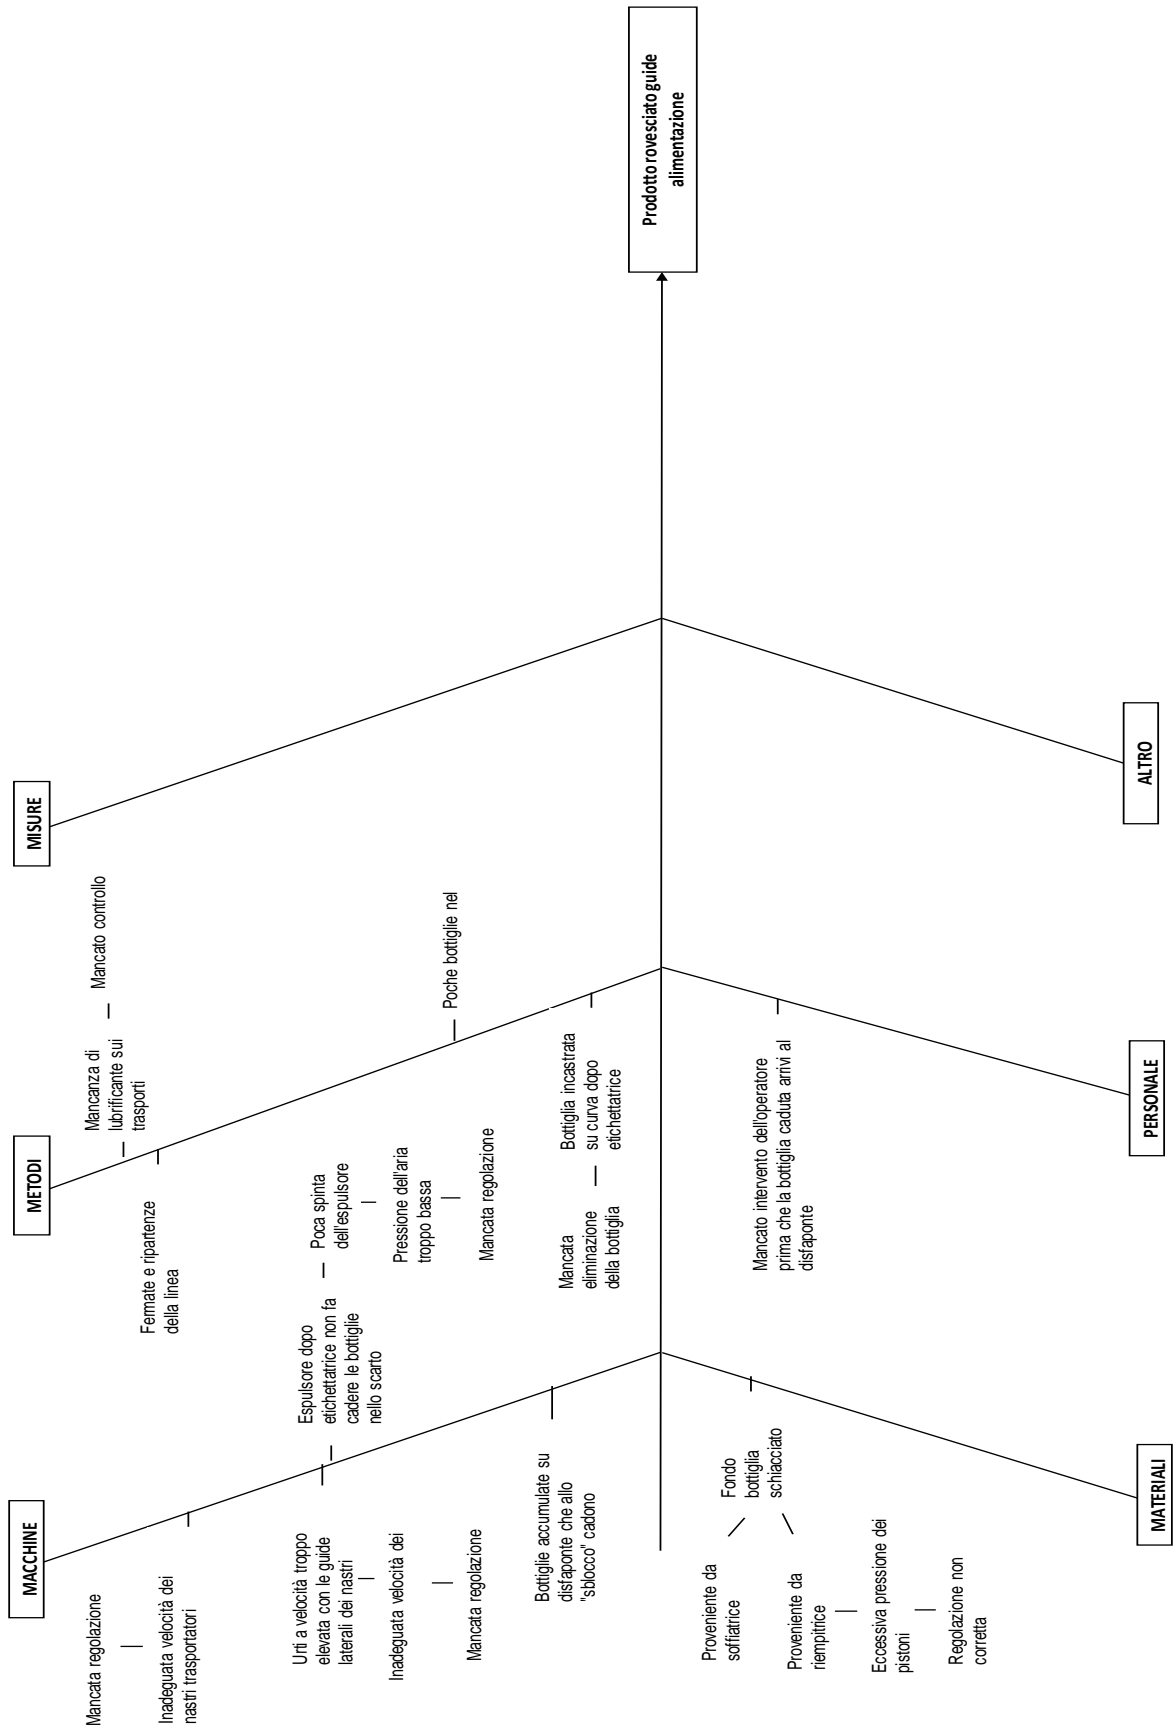 MACCHINE
METODI
MISURE
Mancata regolazione
Inadeguata velocità dei
nastri trasportatori
Urti a velocità troppo
elevata con le guide
laterali dei nastri
Inadeguata velocità dei
Mancata regolazione
Bottiglie accumulate su
disfaponte che allo
"sblocco" cadono
Espulsore dopo
etichettatrice non fa
cadere le bottiglie
nello scarto
Poca spinta
dell'espulsore
Pressione dell'aria
troppo bassa
Mancata regolazione
Fermate e ripartenze
della linea
Mancanza di
lubrificante sui
trasporti
Mancato controllo
Poche bottiglie nel
Mancata
eliminazione
della bottiglia
Bottiglia incastrata
su curva dopo
etichettatrice
Prodotto rovesciato guide
alimentazione
Fondo
bottiglia
schiacciato
Proveniente da
soffiatrice
Proveniente da
riempitrice
Eccessiva pressione dei
pistoni
Regolazione non
corretta
Mancato intervento dell'operatore
prima che la bottiglia caduta arrivi al
disfaponte
MATERIALI
PERSONALE
ALTRO